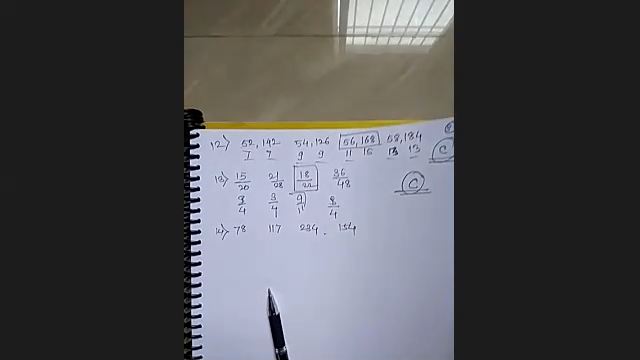 12) 52,142 54,126 56,168 58,184 C
7 7 9 9 11 15 13 13
13) 15/20 21/28 18/22 36/48 C
3/4 3/4 9/11 3/4
14) 78 117 234 154